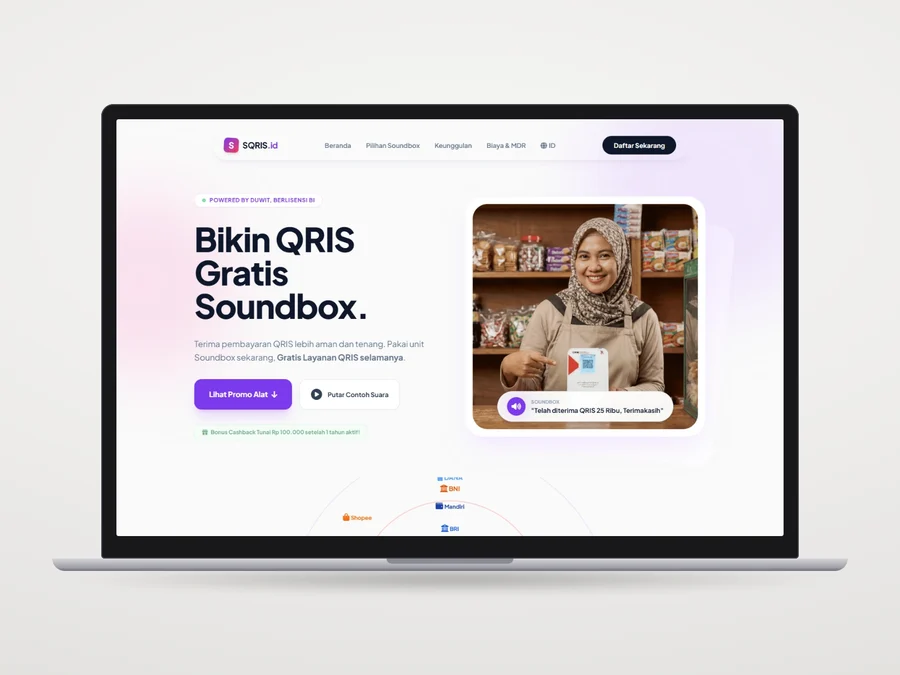 S SQRIS.id
Beranda
Pilihan Soundbox
Keunggulan
Biaya & MDR
ID
Daftar Sekarang
POWERED BY DUWIT, BERLISENSI BI
Bikin QRIS
Gratis
Soundbox.
Terima pembayaran QRIS lebih aman dan tenang. Pakai unit
Soundbox sekarang, Gratis Layanan QRIS selamanya.
Lihat Promo Alat ↓
Putar Contoh Suara
Bonus Cashback Tunai Rp 100.000 setelah 1 tahun aktif!
SOUNDBOX
"Telah diterima QRIS 25 Ribu, Terimakasih"
BNI
Mandiri
Shopee
BRI